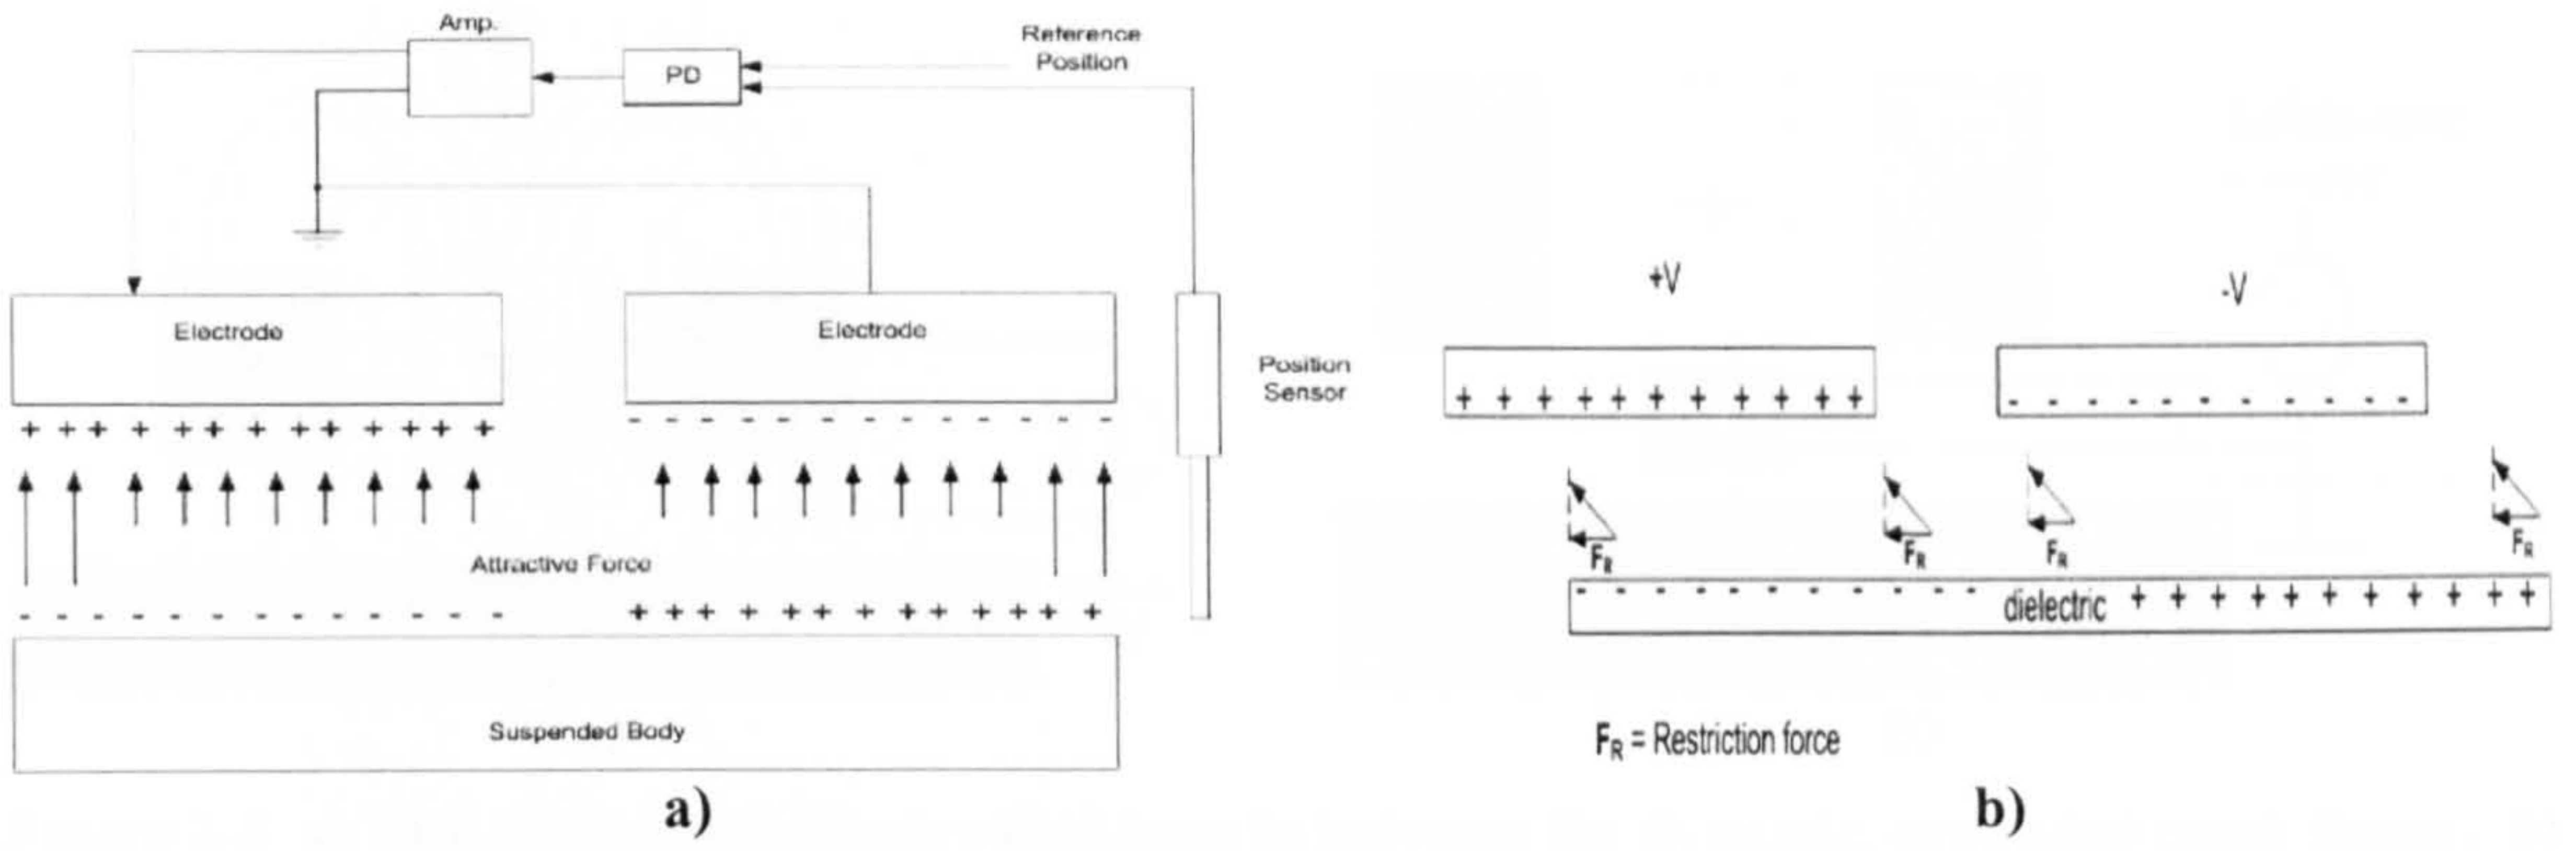 Amp.
PD
Reference
Position
Electrode
Electrode
Position
Sensor
+ + + + + + + + + + + + +
- - - - - - - - - - -
Attractive Force
- - - - - - - - - - - - -
+ + + + + + + + + + + + +
Suspended Body
a)
+V
-V
+ + + + + + + + + + +
- - - - - - - - - - -
FR
FR
FR
FR
- - - - - - - - - - -
dielectric
+ + + + + + + + + + +
FR = Restriction force
b)